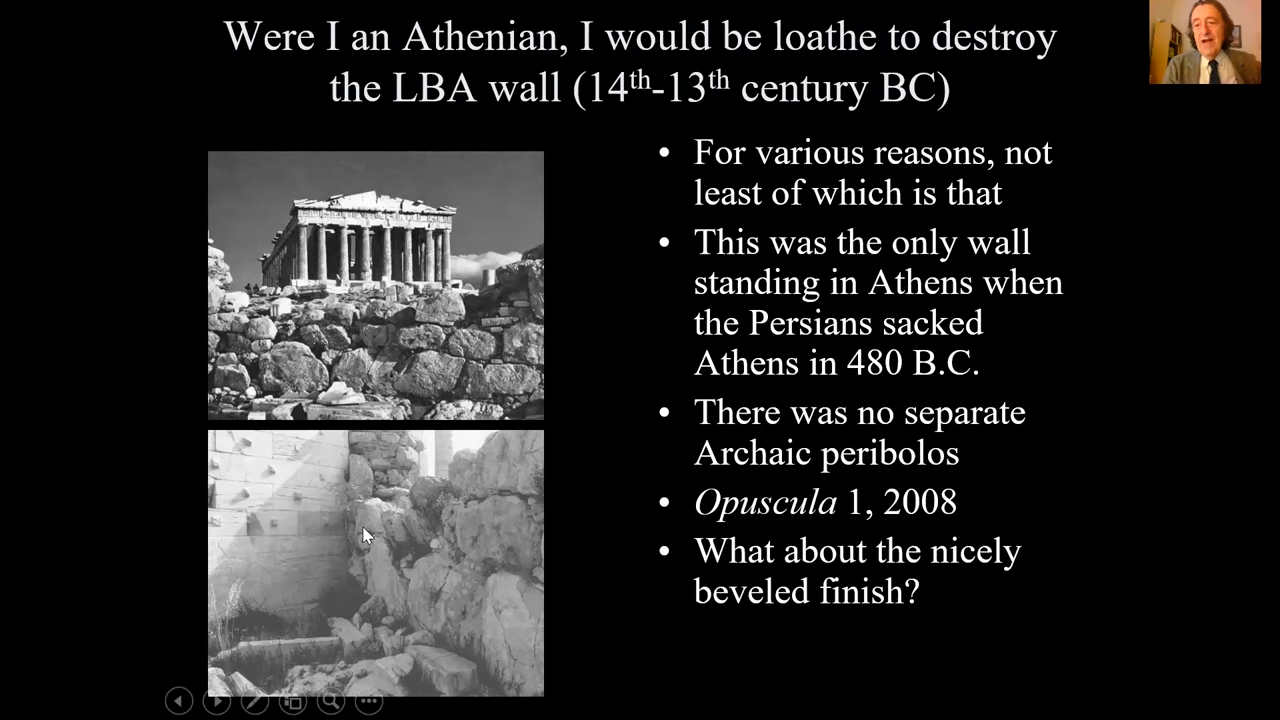 Were I an Athenian, I would be loathe to destroy
the LBA wall (14th-13th century BC)
• For various reasons, not
least of which is that
• This was the only wall
standing in Athens when
the Persians sacked
Athens in 480 B.C.
• There was no separate
Archaic peribolos
• Opuscula 1, 2008
• What about the nicely
beveled finish?